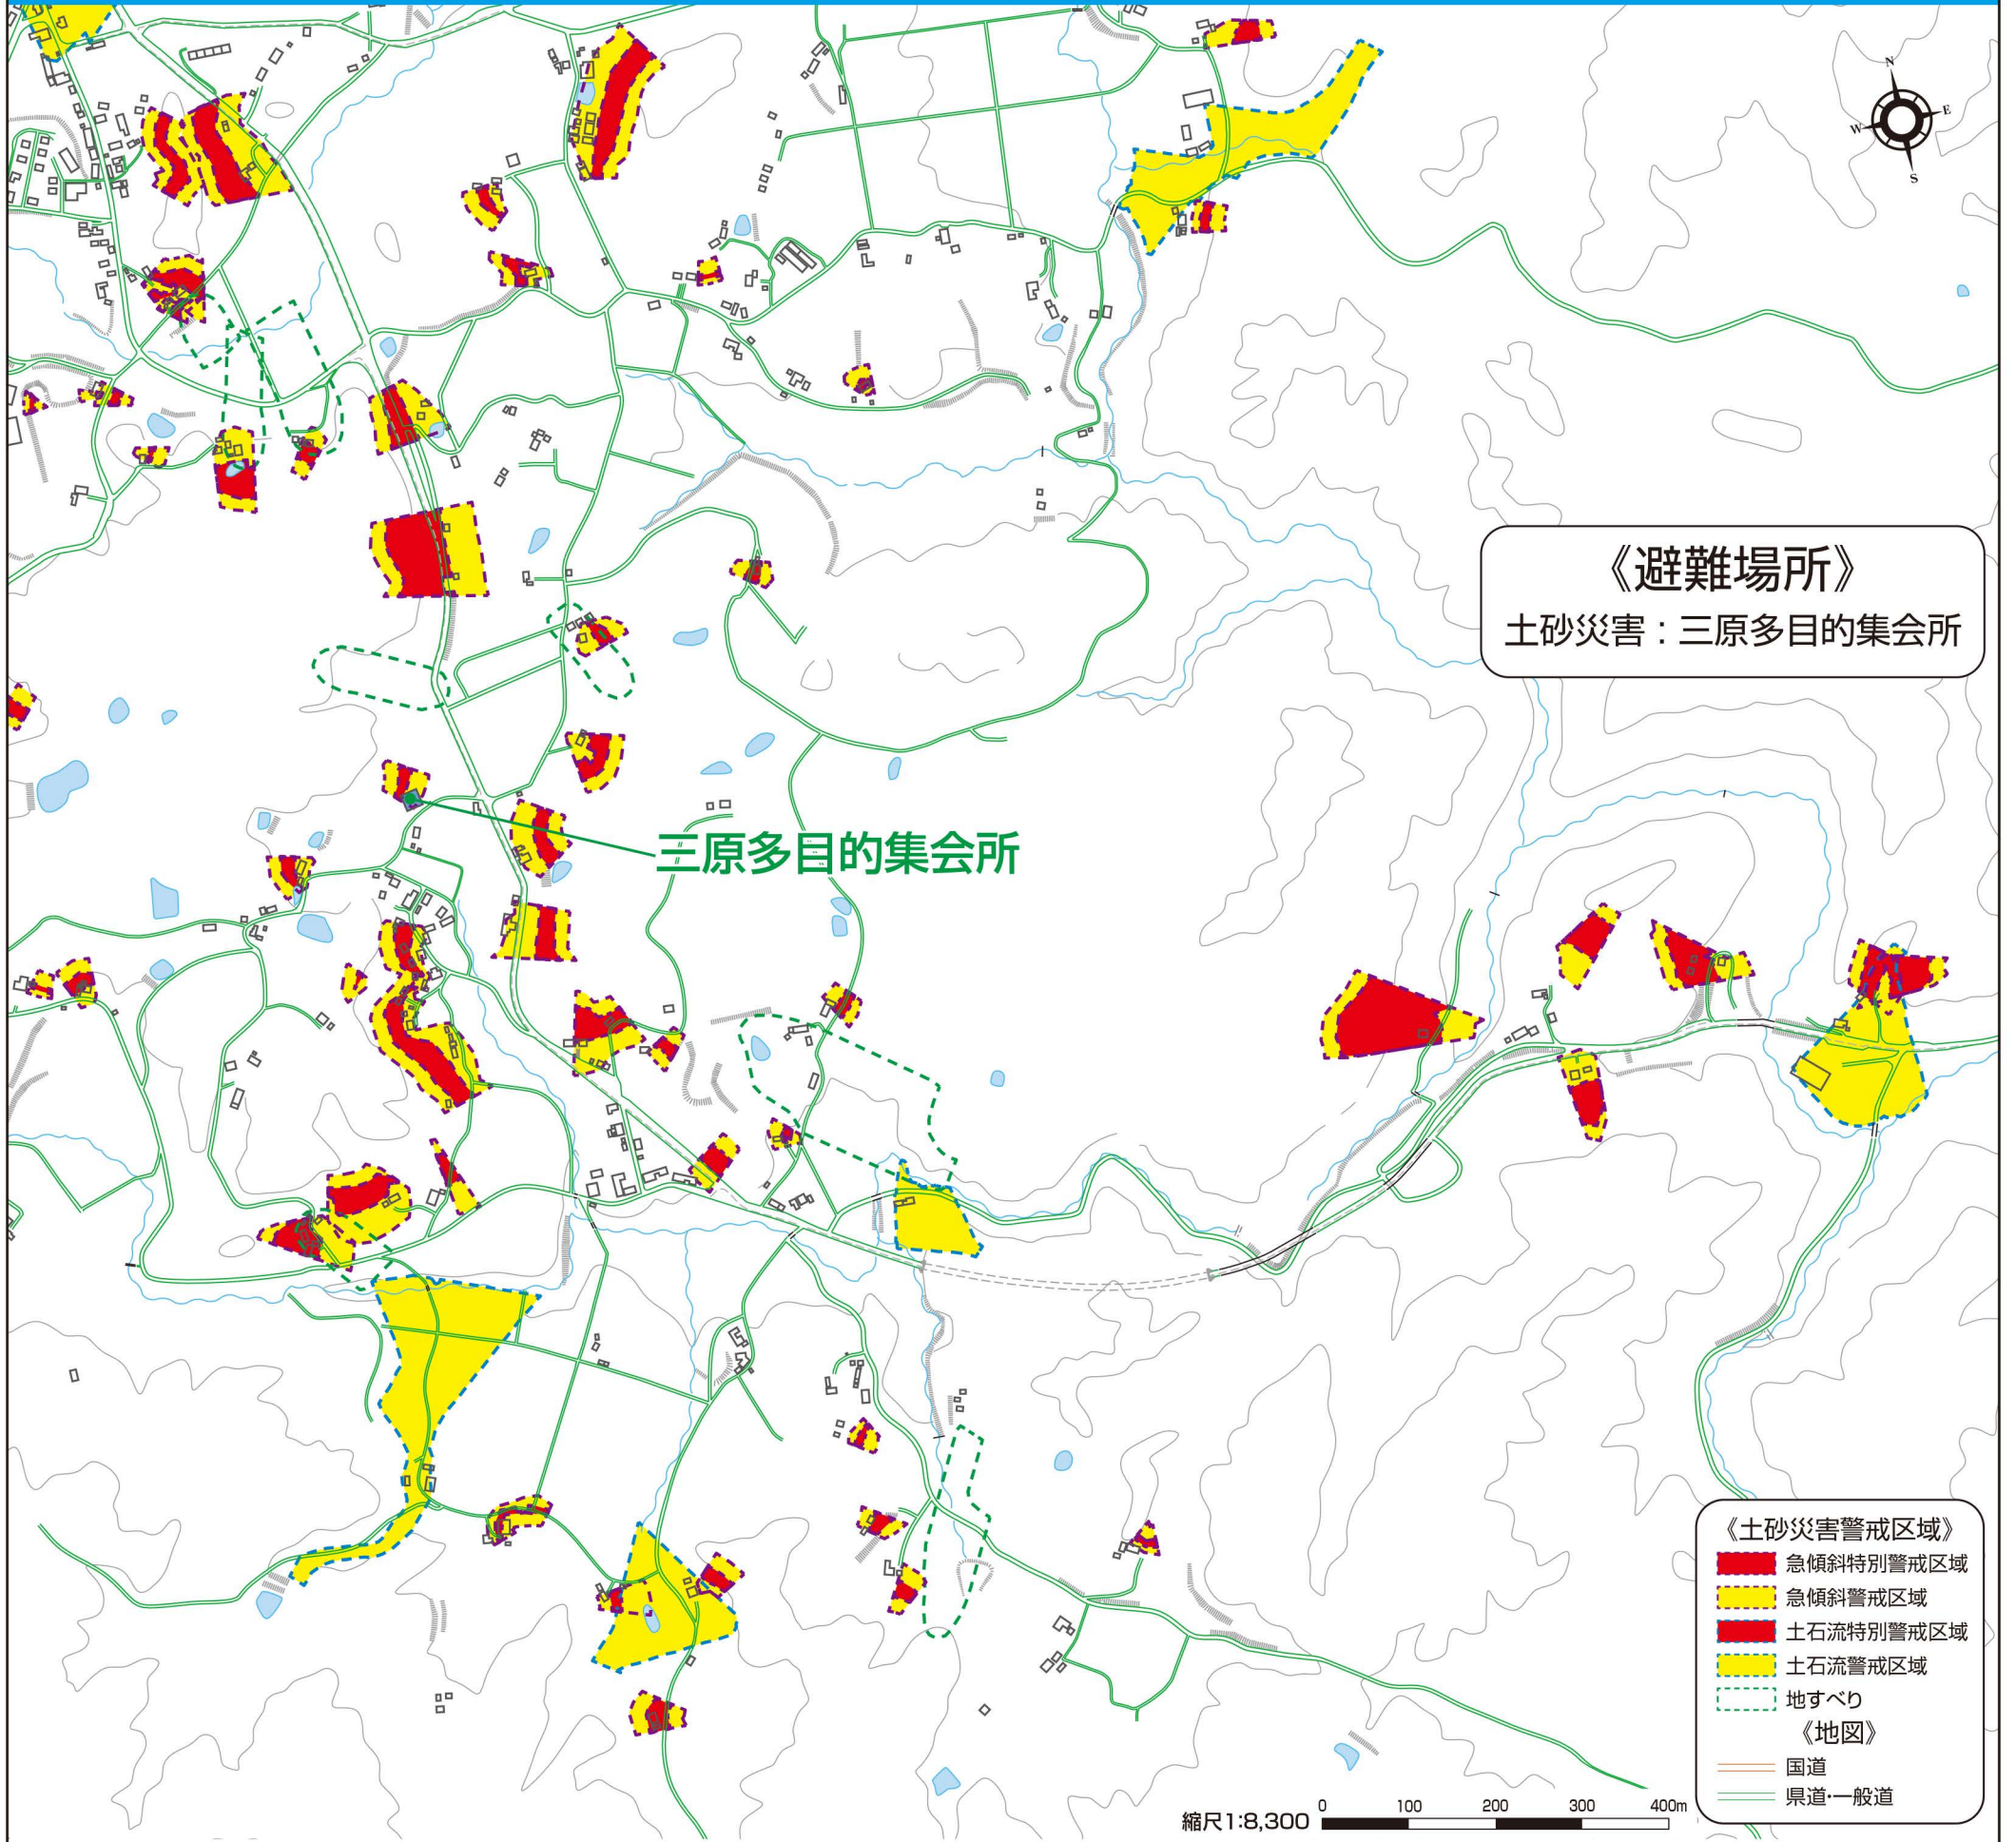 N
W
E
S
《避難場所》
土砂災害：三原多目的集会所
三原多目的集会所
《土砂災害警戒区域》
急傾斜特別警戒区域
急傾斜警戒区域
土石流特別警戒区域
土石流警戒区域
地すべり
《地図》
国道
県道・一般道
縮尺1:8,300
0 100 200 300 400m